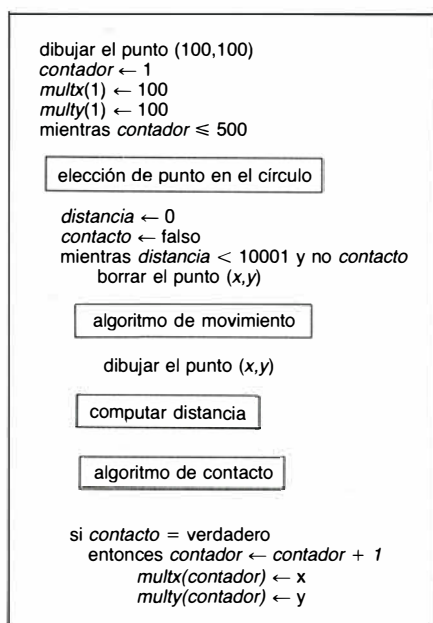 dibujar el punto (100,100)
contador ← 1
multx(1) ← 100
multy(1) ← 100
mientras contador ≤ 500
elección de punto en el círculo
distancia ← 0
contacto ← falso
mientras distancia < 10001 y no contacto
borrar el punto (x,y)
algoritmo de movimiento
dibujar el punto (x,y)
computar distancia
algoritmo de contacto
si contacto = verdadero
entonces contador ← contador + 1
multx(contador) ← x
multy(contador) ← y